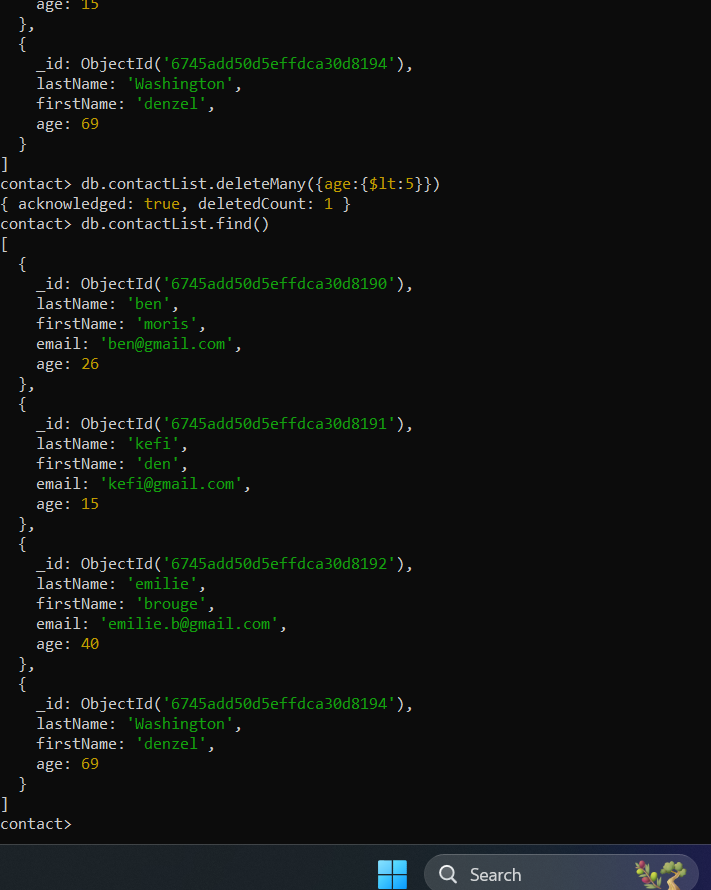 age: 15
  },
  {
    _id: ObjectId('6745add50d5effdca30d8194'),
    lastName: 'Washington',
    firstName: 'denzel',
    age: 69
  }
]
contact> db.contactList.deleteMany({age:{$lt:5}})
{ acknowledged: true, deletedCount: 1 }
contact> db.contactList.find()
[
  {
    _id: ObjectId('6745add50d5effdca30d8190'),
    lastName: 'ben',
    firstName: 'moris',
    email: 'ben@gmail.com',
    age: 26
  },
  {
    _id: ObjectId('6745add50d5effdca30d8191'),
    lastName: 'kefi',
    firstName: 'den',
    email: 'kefi@gmail.com',
    age: 15
  },
  {
    _id: ObjectId('6745add50d5effdca30d8192'),
    lastName: 'emilie',
    firstName: 'brouge',
    email: 'emilie.b@gmail.com',
    age: 40
  },
  {
    _id: ObjectId('6745add50d5effdca30d8194'),
    lastName: 'Washington',
    firstName: 'denzel',
    age: 69
  }
]
contact>
Search